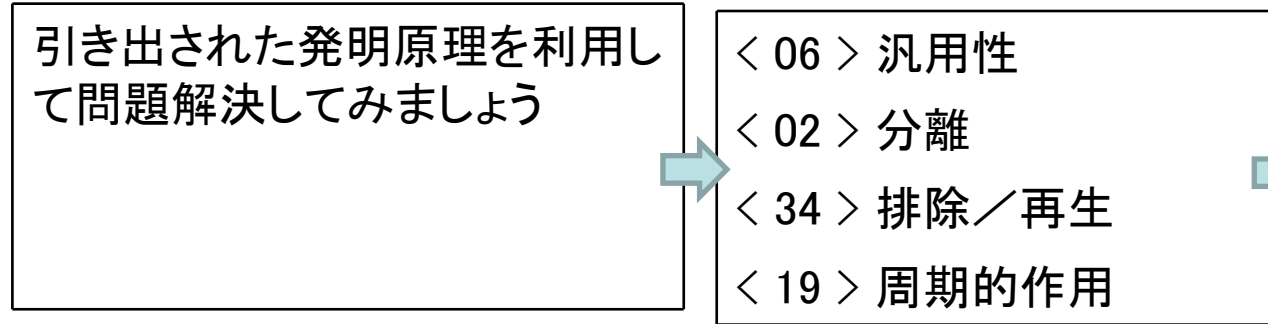 引き出された発明原理を利用し
て問題解決してみましょう
< 06 > 汎用性
< 02 > 分離
< 34 > 排除／再生
< 19 > 周期的作用